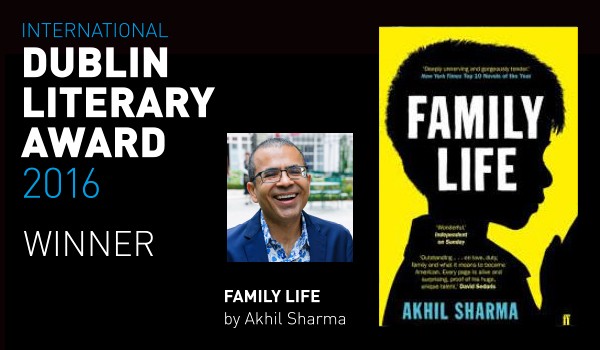 INTERNATIONAL
DUBLIN
LITERARY
AWARD
2016
WINNER
FAMILY LIFE
by Akhil Sharma
'Deeply unnerving and gorgeously tender.'
New York Times Top 10 Novels of the Year
FAMILY
LIFE
'Wonderful.'
Independent
on Sunday
'Outstanding . . . on love, duty,
family and what it means to become
American. Every page is alive and
surprising, proof of his huge,
unique talent.' David Sedaris
AKHIL SHARMA
ff